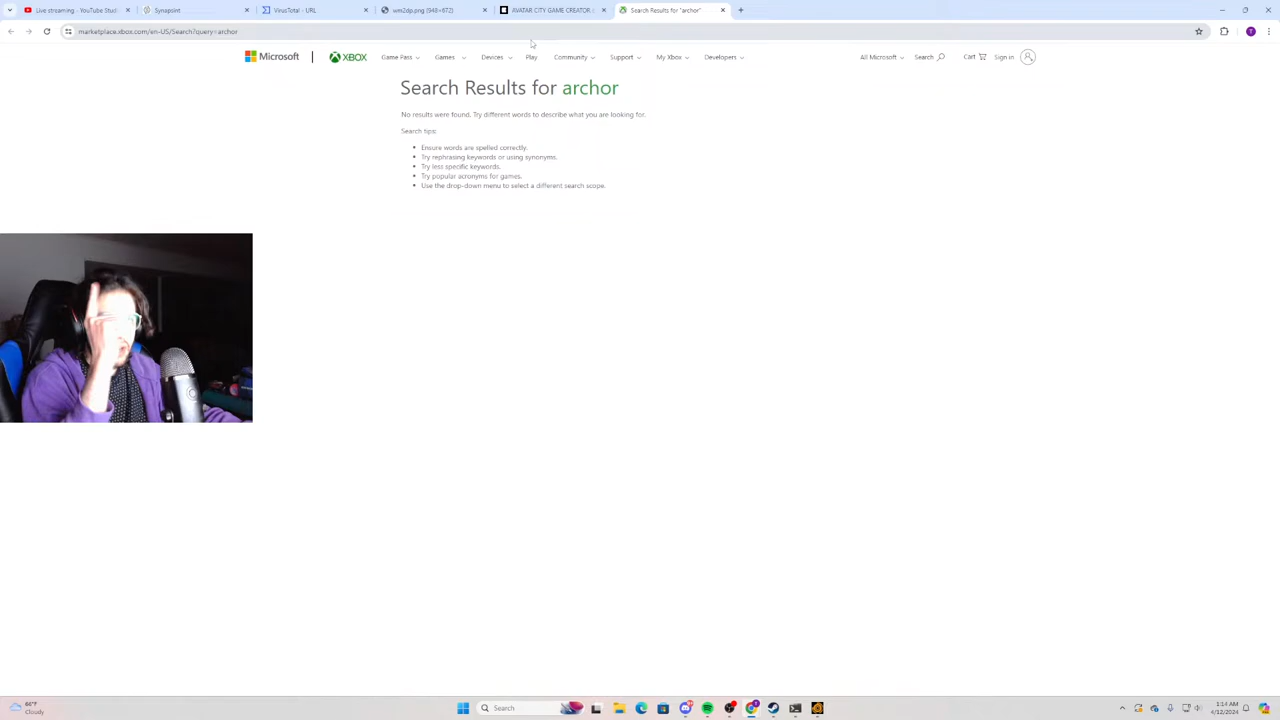 Live streaming - YouTube Stud
Synapoint
VirusTotal - URL
AVATAR CITY GAME CREATOR
Search Results for "archor"
marketplace.xbox.com/en-US/Search?query=archor
Microsoft
XBOX
Game Pass
Games
Devices
Play
Community
Support
My Xbox
Developers
All Microsoft
Search
Cart
Sign in
Search Results for archor
No results were found. Try different words to describe what you are looking for.
Search tips:
Ensure words are spelled correctly.
Try rephrasing keywords or using synonyms.
Try less specific keywords.
Try popular acronyms for games.
Use the drop-down menu to select a different search scope.
Cloudy
Search
1:14 AM
4/12/2024